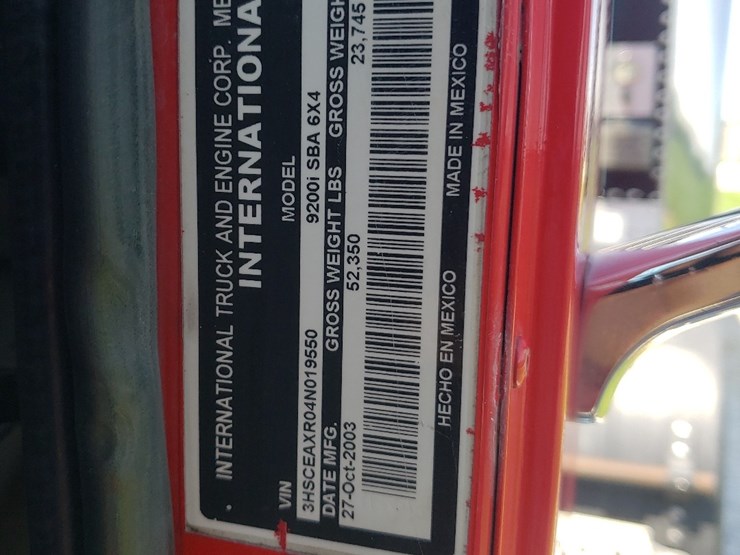 INTERNATIONAL TRUCK AND ENGINE CORP.
INTERNATIONA
VIN MODEL
3HSCEAXR04N019550 9200i SBA 6X4
DATE MFG. GROSS WEIGHT LBS GROSS WEIGH
27-Oct-2003 52,350 23,745
HECHO EN MEXICO MADE IN MEXICO